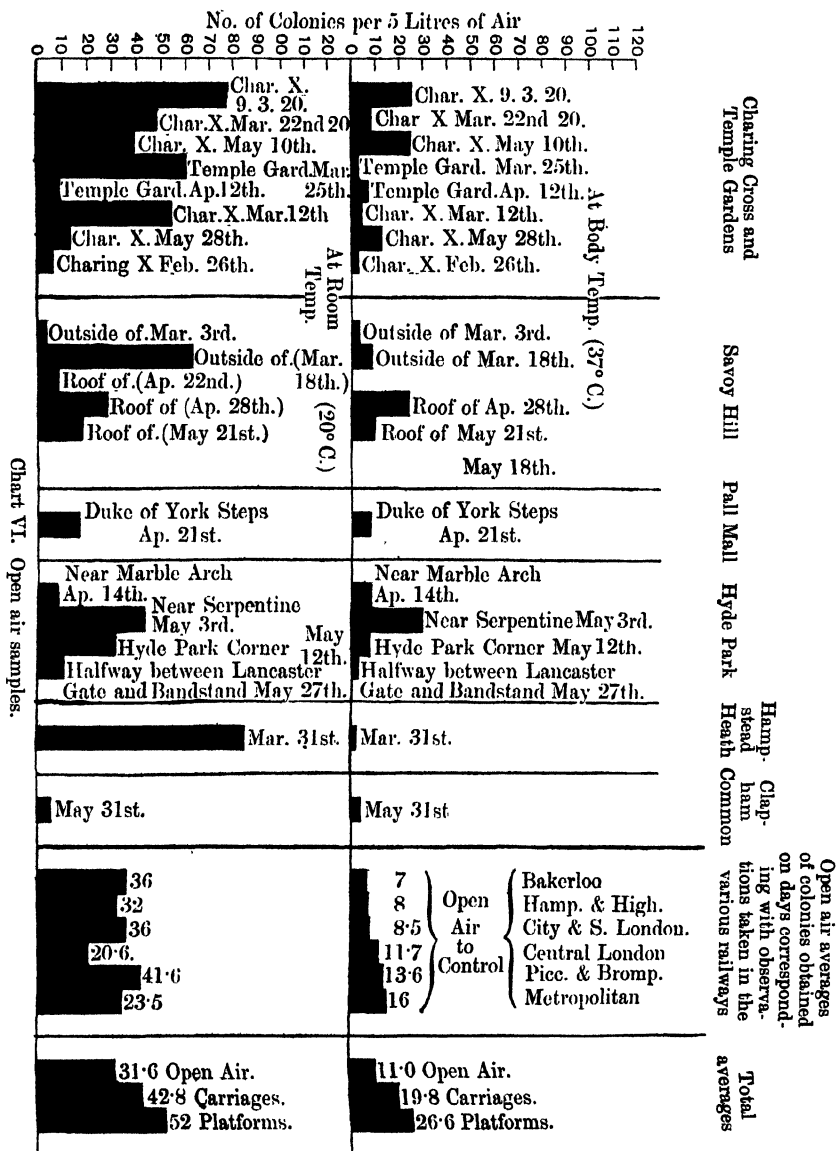 No. of Colonies per 5 Litres of Air
0 10 20 30 40 50 60 70 80 90 100 110 120
0 10 20 30 40 50 60 70 80 90 100 110 120
Charing Cross and
Temple Gardens
Char. X.
9. 3. 20.
Char.X.Mar. 22nd 20
Char. X. May 10th.
Temple Gard.Mar.
25th.
Temple Gard.Ap.12th.
Char.X.Mar.12th
Char. X. May 28th.
Charing X Feb. 26th.
At Room
Temp.
(20° C.)
Char. X. 9. 3. 20.
Char X Mar. 22nd 20.
Char. X. May 10th.
Temple Gard. Mar. 25th.
Temple Gard. Ap. 12th.
Char. X. Mar. 12th.
Char. X. May 28th.
Char. X. Feb. 26th.
At Body Temp. (37° C.)
Savoy Hill
Outside of.Mar. 3rd.
Outside of.(Mar.
18th.)
Roof of.(Ap. 22nd.)
Roof of (Ap. 28th.)
Roof of.(May 21st.)
Outside of Mar. 3rd.
Outside of Mar. 18th.
Roof of Ap. 28th.
Roof of May 21st.
May 18th.
Pall Mall
Duke of York Steps
Ap. 21st.
Duke of York Steps
Ap. 21st.
Hyde Park
Near Marble Arch
Ap. 14th.
Near Serpentine
May 3rd.
Hyde Park Corner May
12th.
Halfway between Lancaster
Gate and Bandstand May 27th.
Near Marble Arch
Ap. 14th.
Near Serpentine May 3rd.
Hyde Park Corner May 12th.
Halfway between Lancaster
Gate and Bandstand May 27th.
Hamp-
stead
Heath
Mar. 31st.
Mar. 31st.
Clap-
ham
Common
May 31st.
May 31st
Open air averages
of colonies obtained
on days correspond-
ing with observa-
tions taken in the
various railways
36
32
36
20·6.
41·6
23·5
7
8
8·5
11·7
13·6
16
Open
Air
to
Control
Bakerloo
Hamp. & High.
City & S. London.
Central London
Picc. & Bromp.
Metropolitan
Total
averages
31·6 Open Air.
42·8 Carriages.
52 Platforms.
11·0 Open Air.
19·8 Carriages.
26·6 Platforms.
Chart VI. Open air samples.